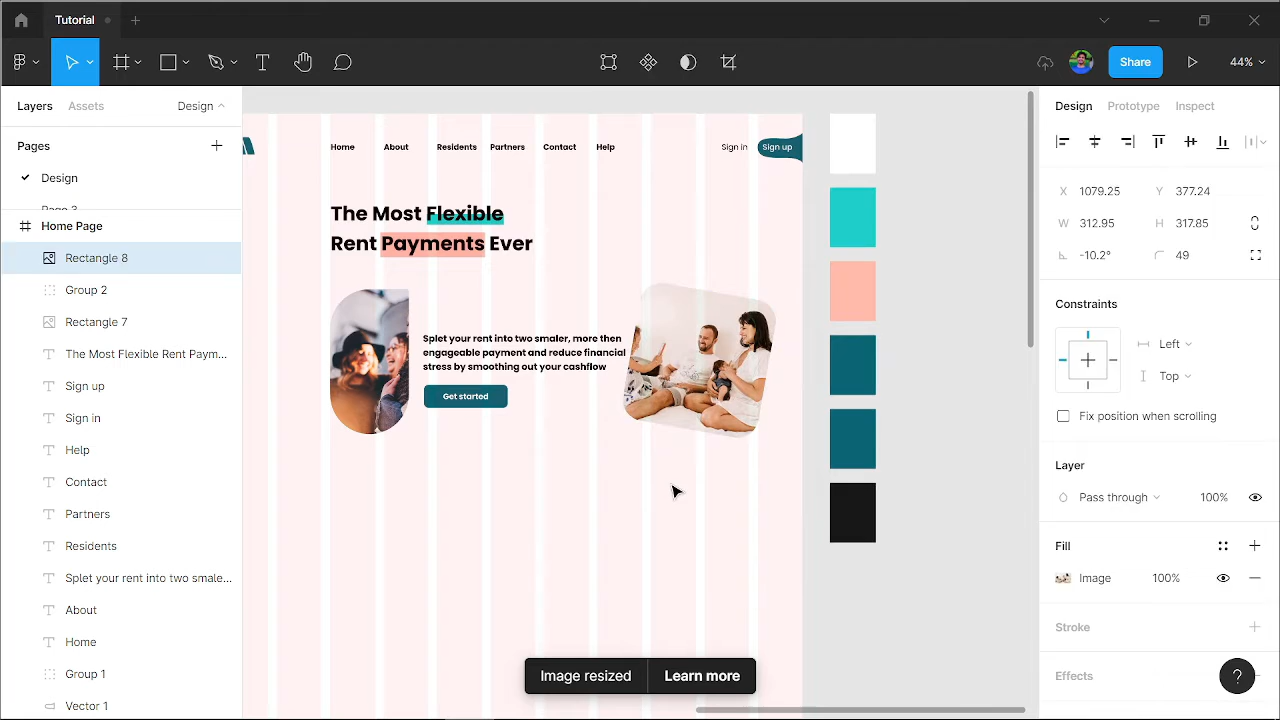 Tutorial
Share
44%
Layers Assets Design
Pages
Design
Page 3
Home Page
Rectangle 8
Group 2
Rectangle 7
The Most Flexible Rent Paym...
Sign up
Sign in
Help
Contact
Partners
Residents
Splet your rent into two smale...
About
Home
Group 1
Vector 1
Home About Residents Partners Contact Help Sign in Sign up
The Most Flexible
Rent Payments Ever
Splet your rent into two smaler, more then
engageable payment and reduce financial
stress by smoothing out your cashflow
Get started
Image resized Learn more
Design Prototype Inspect
X 1079.25 Y 377.24
W 312.95 H 317.65
-10.2° 49
Constraints
Left
Top
Fix position when scrolling
Layer
Pass through 100%
Fill
Image 100%
Stroke
Effects
?